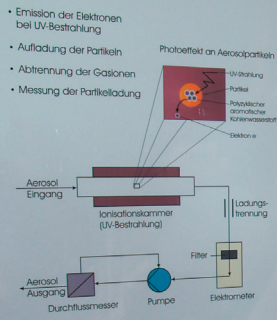 • Emission der Elektronen
bei UV-Bestrahlung
• Aufladung der Partikeln
• Abtrennung der Gasionen
• Messung der Partikelladung
Photoeffekt an Aerosolpartikeln
UV-Strahlung
Partikel
Polyzyklischer
aromatischer
Kohlenwasserstoff
Elektron e⁻
Aerosol
Eingang
Ionisationskammer
(UV-Bestrahlung)
Ladungs-
trennung
Filter
Elektrometer
Aerosol
Ausgang
Durchflussmesser
Pumpe